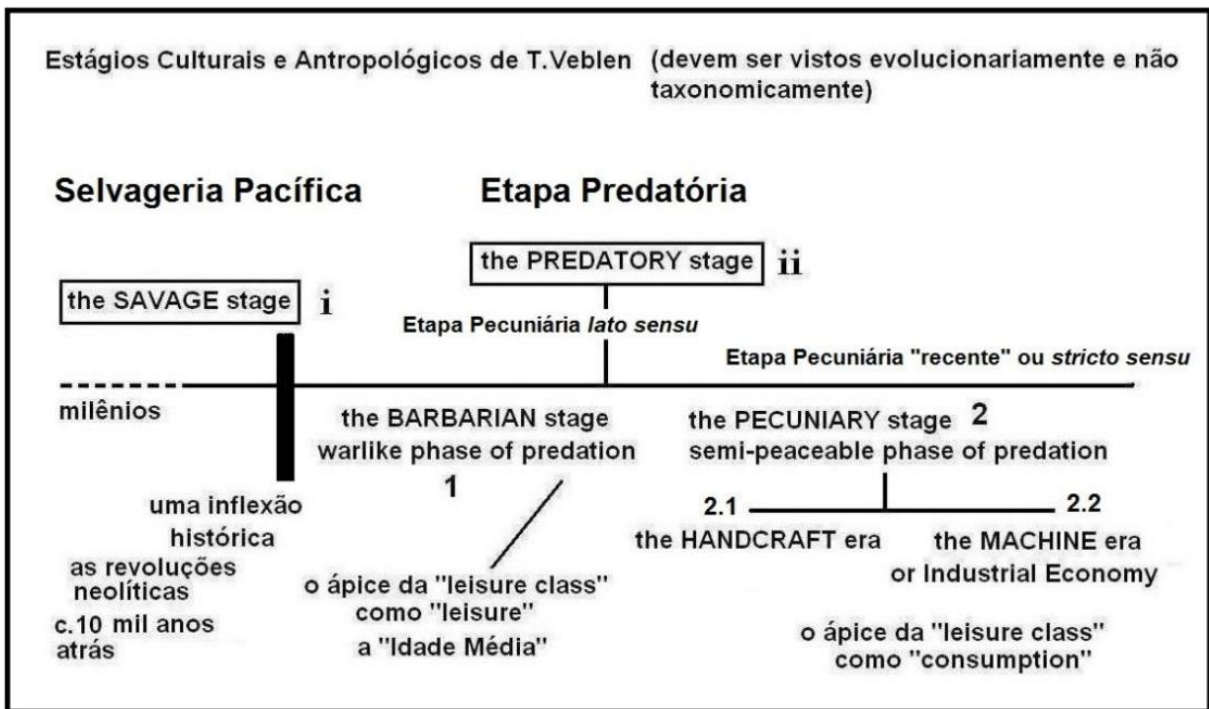 Estágios Culturais e Antropológicos de T.Veblen (devem ser vistos evolucionariamente e não
taxonomicamente)
Selvageria Pacífica
Etapa Predatória
the PREDATORY stage ii
the SAVAGE stage i
Etapa Pecuniária lato sensu
Etapa Pecuniária "recente" ou stricto sensu
milênios
the BARBARIAN stage
warlike phase of predation
1
the PECUNIARY stage 2
semi-peaceable phase of predation
uma inflexão
histórica
as revoluções
neolíticas
c.10 mil anos
atrás
o ápice da "leisure class"
como "leisure"
a "Idade Média"
2.1
the HANDCRAFT era
2.2
the MACHINE era
or Industrial Economy
o ápice da "leisure class"
como "consumption"